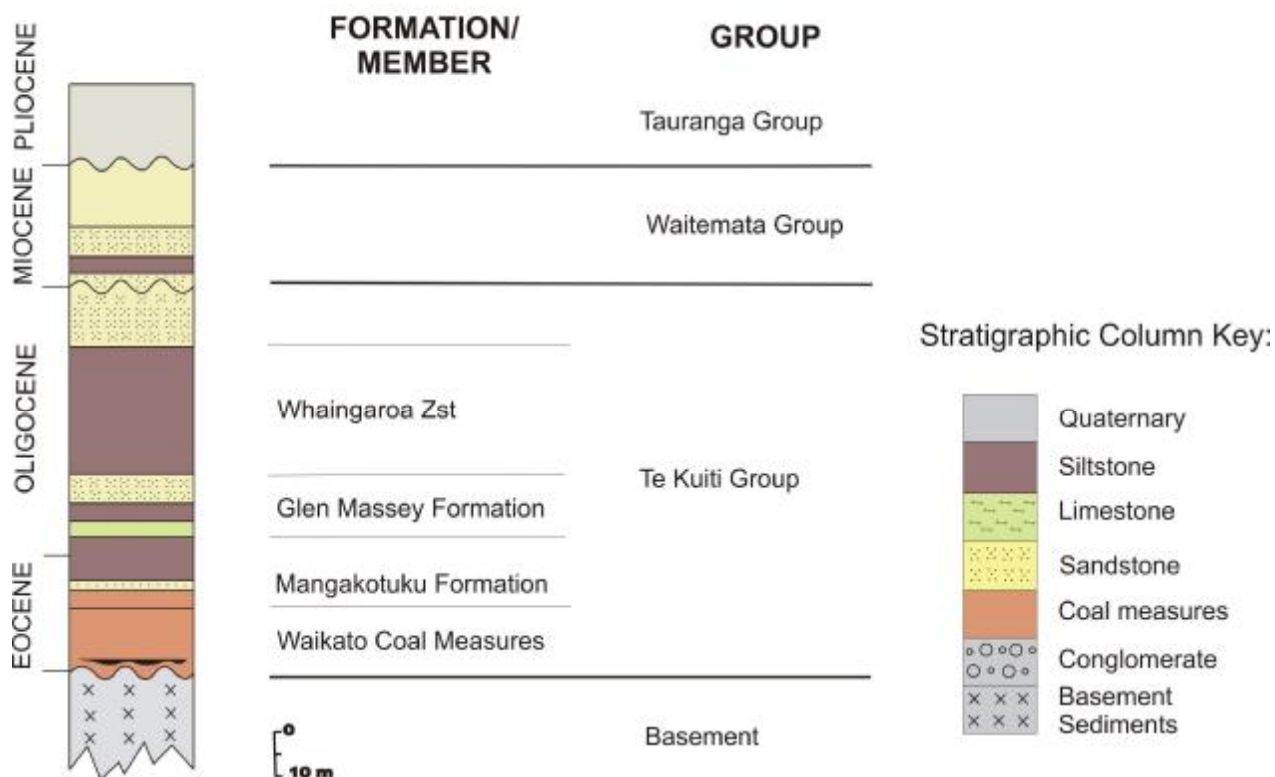 FORMATION/
MEMBER
GROUP
PLIOCENE
MIOCENE
OLIGOCENE
EOCENE
Tauranga Group
Waitemata Group
Whaingaroa Zst
Te Kuiti Group
Glen Massey Formation
Mangakotuku Formation
Waikato Coal Measures
Basement
0
10 m
Stratigraphic Column Key:
Quaternary
Siltstone
Limestone
Sandstone
Coal measures
Conglomerate
Basement
Sediments